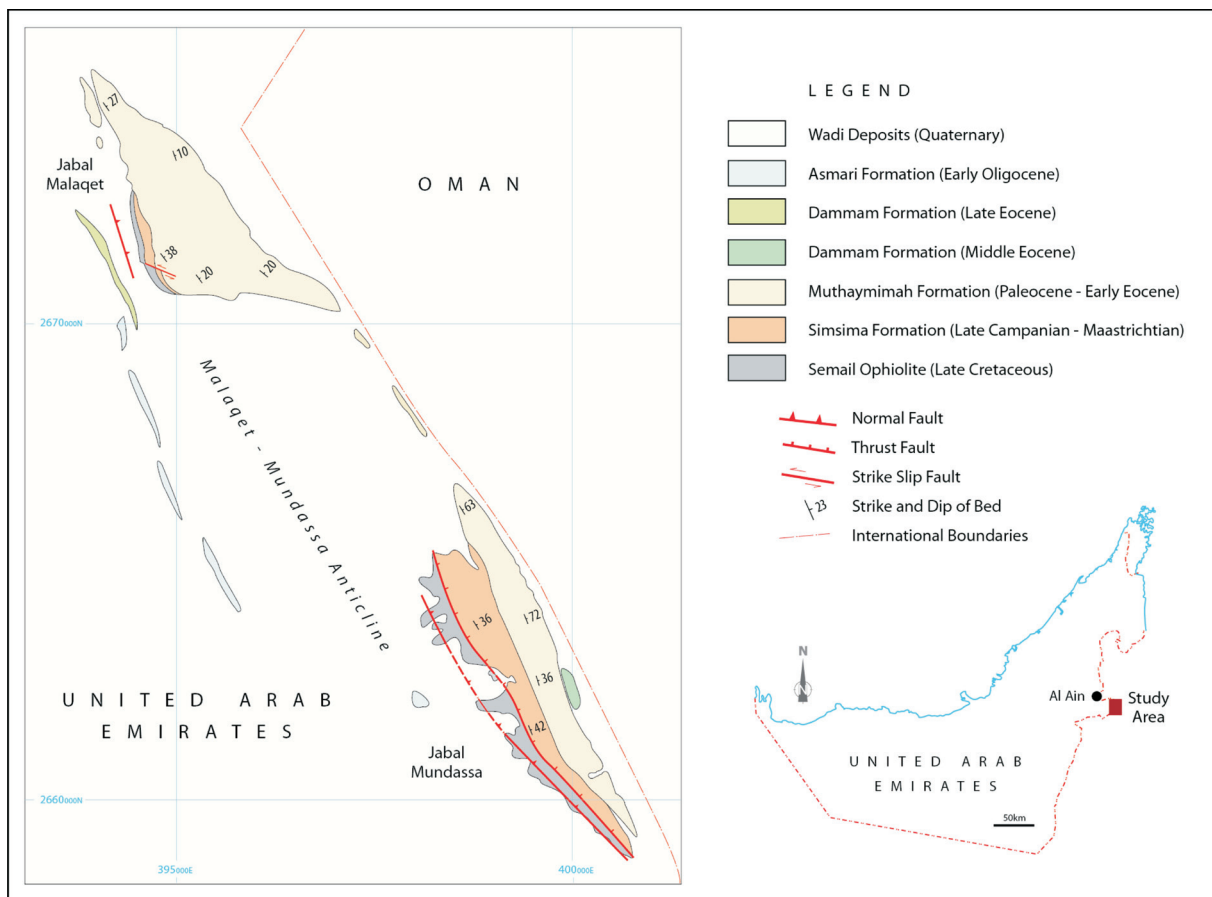 27
10
Jabal
Malaqet
OMAN
38
20
20
2670000N
Malaqet - Mundassa Anticline
63
36
72
36
42
UNITED ARAB
EMIRATES
Jabal
Mundassa
2660000N
395000E
400000E
LEGEND
Wadi Deposits (Quaternary)
Asmari Formation (Early Oligocene)
Dammam Formation (Late Eocene)
Dammam Formation (Middle Eocene)
Muthaymimah Formation (Paleocene - Early Eocene)
Simsima Formation (Late Campanian - Maastrichtian)
Semail Ophiolite (Late Cretaceous)
Normal Fault
Thrust Fault
Strike Slip Fault
23
Strike and Dip of Bed
International Boundaries
N
N
Al Ain
Study
Area
UNITED ARAB
EMIRATES
50km